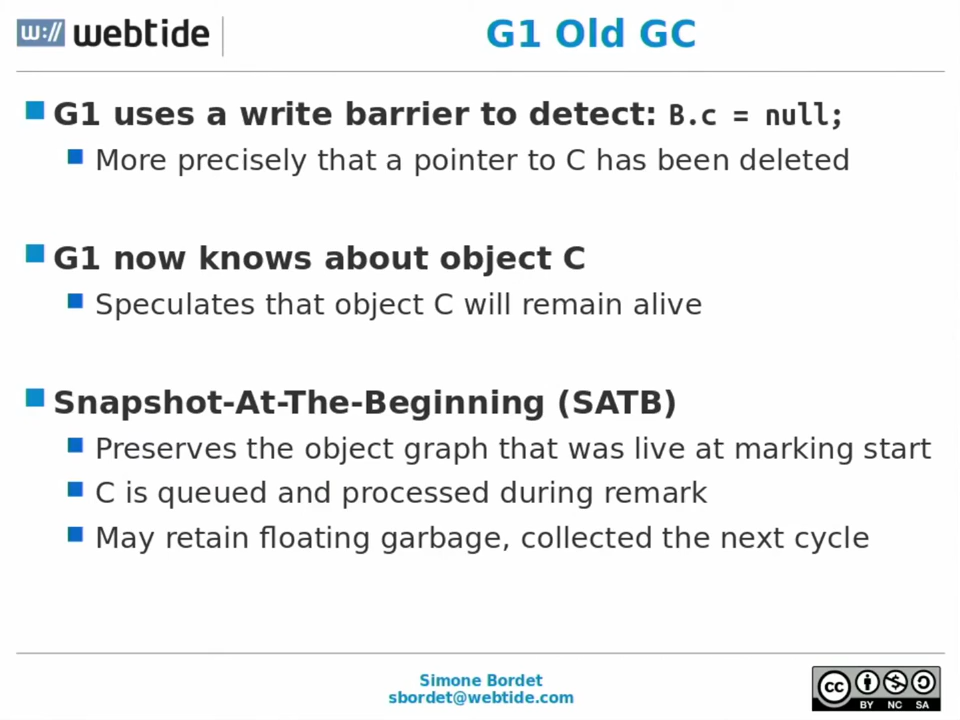 w:// webtide
G1 Old GC
G1 uses a write barrier to detect: B.c = null;
More precisely that a pointer to C has been deleted
G1 now knows about object C
Speculates that object C will remain alive
Snapshot-At-The-Beginning (SATB)
Preserves the object graph that was live at marking start
C is queued and processed during remark
May retain floating garbage, collected the next cycle
Simone Bordet
sbordet@webtide.com
cc
BY NC SA